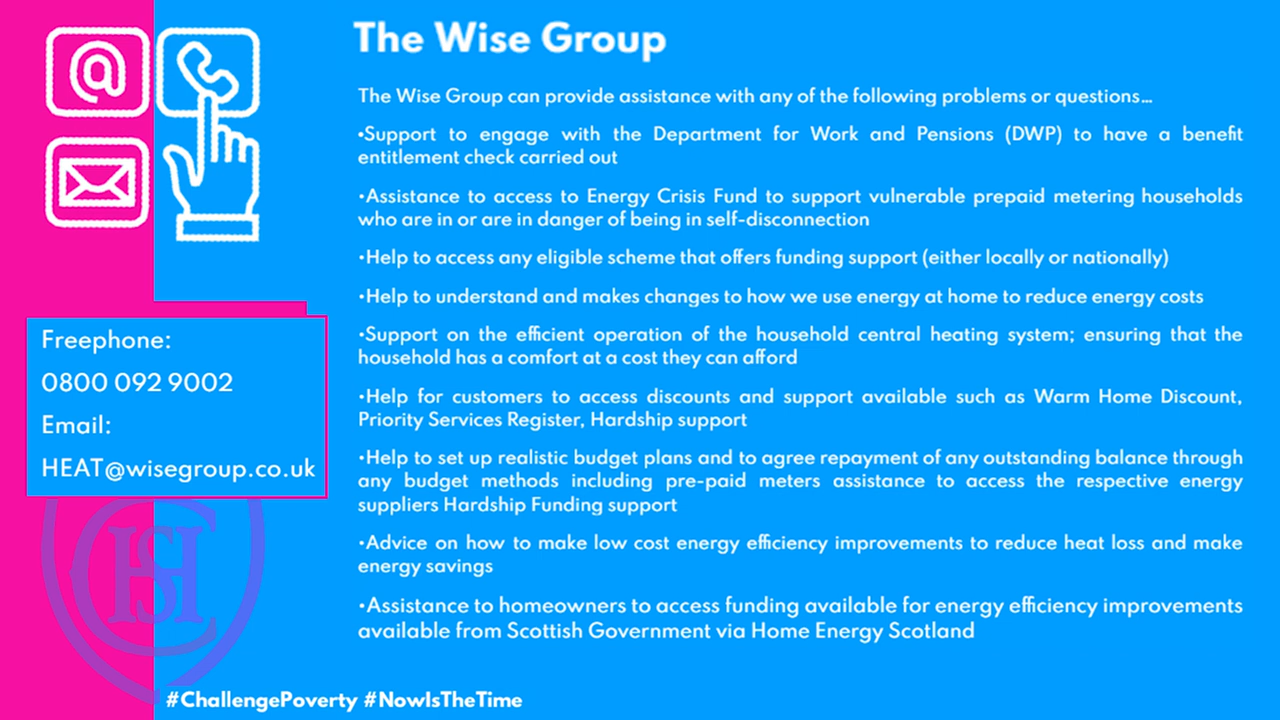 The Wise Group
The Wise Group can provide assistance with any of the following problems or questions...
•Support to engage with the Department for Work and Pensions (DWP) to have a benefit
entitlement check carried out
•Assistance to access to Energy Crisis Fund to support vulnerable prepaid metering households
who are in or are in danger of being in self-disconnection
•Help to access any eligible scheme that offers funding support (either locally or nationally)
•Help to understand and makes changes to how we use energy at home to reduce energy costs
•Support on the efficient operation of the household central heating system; ensuring that the
household has a comfort at a cost they can afford
•Help for customers to access discounts and support available such as Warm Home Discount,
Priority Services Register, Hardship support
•Help to set up realistic budget plans and to agree repayment of any outstanding balance through
any budget methods including pre-paid meters assistance to access the respective energy
suppliers Hardship Funding support
•Advice on how to make low cost energy efficiency improvements to reduce heat loss and make
energy savings
•Assistance to homeowners to access funding available for energy efficiency improvements
available from Scottish Government via Home Energy Scotland
Freephone:
0800 092 9002
Email:
HEAT@wisegroup.co.uk
#ChallengePoverty #NowIsTheTime